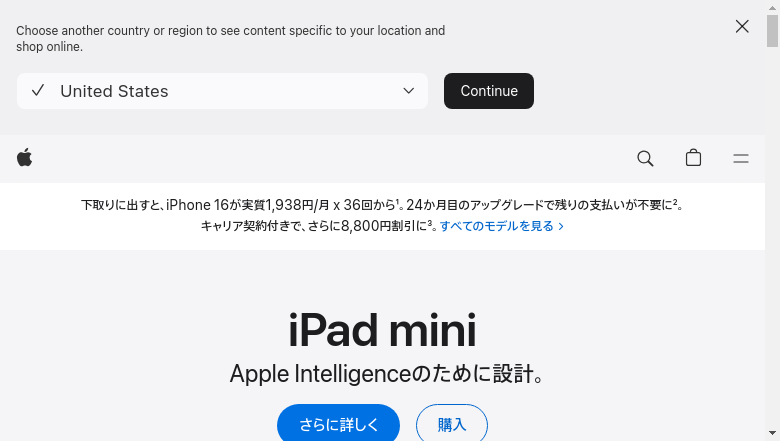 Choose another country or region to see content specific to your location and
shop online.
United States
Continue
下取りに出すと、iPhone 16が実質1,938円/月 x 36回から¹。24か月目のアップグレードで残りの支払いが不要に²。
キャリア契約付きで、さらに8,800円割引に³。すべてのモデルを見る
iPad mini
Apple Intelligenceのために設計。
さらに詳しく
購入